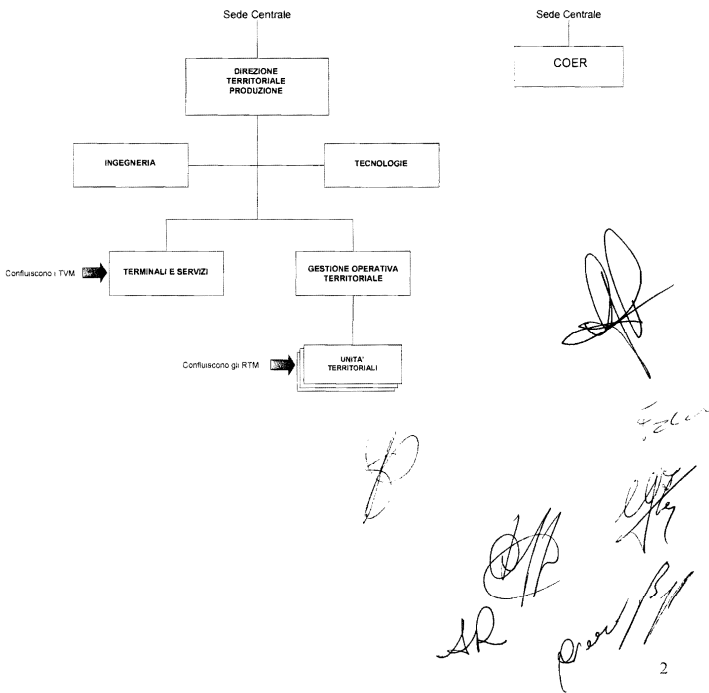 Sede Centrale
Sede Centrale
DIREZIONE
TERRITORIALE
PRODUZIONE
COER
INGEGNERIA
TECNOLOGIE
Confluiscono i TVM
TERMINALI E SERVIZI
GESTIONE OPERATIVA
TERRITORIALE
Confluiscono gli RTM
UNITA'
TERRITORIALI
AR
2